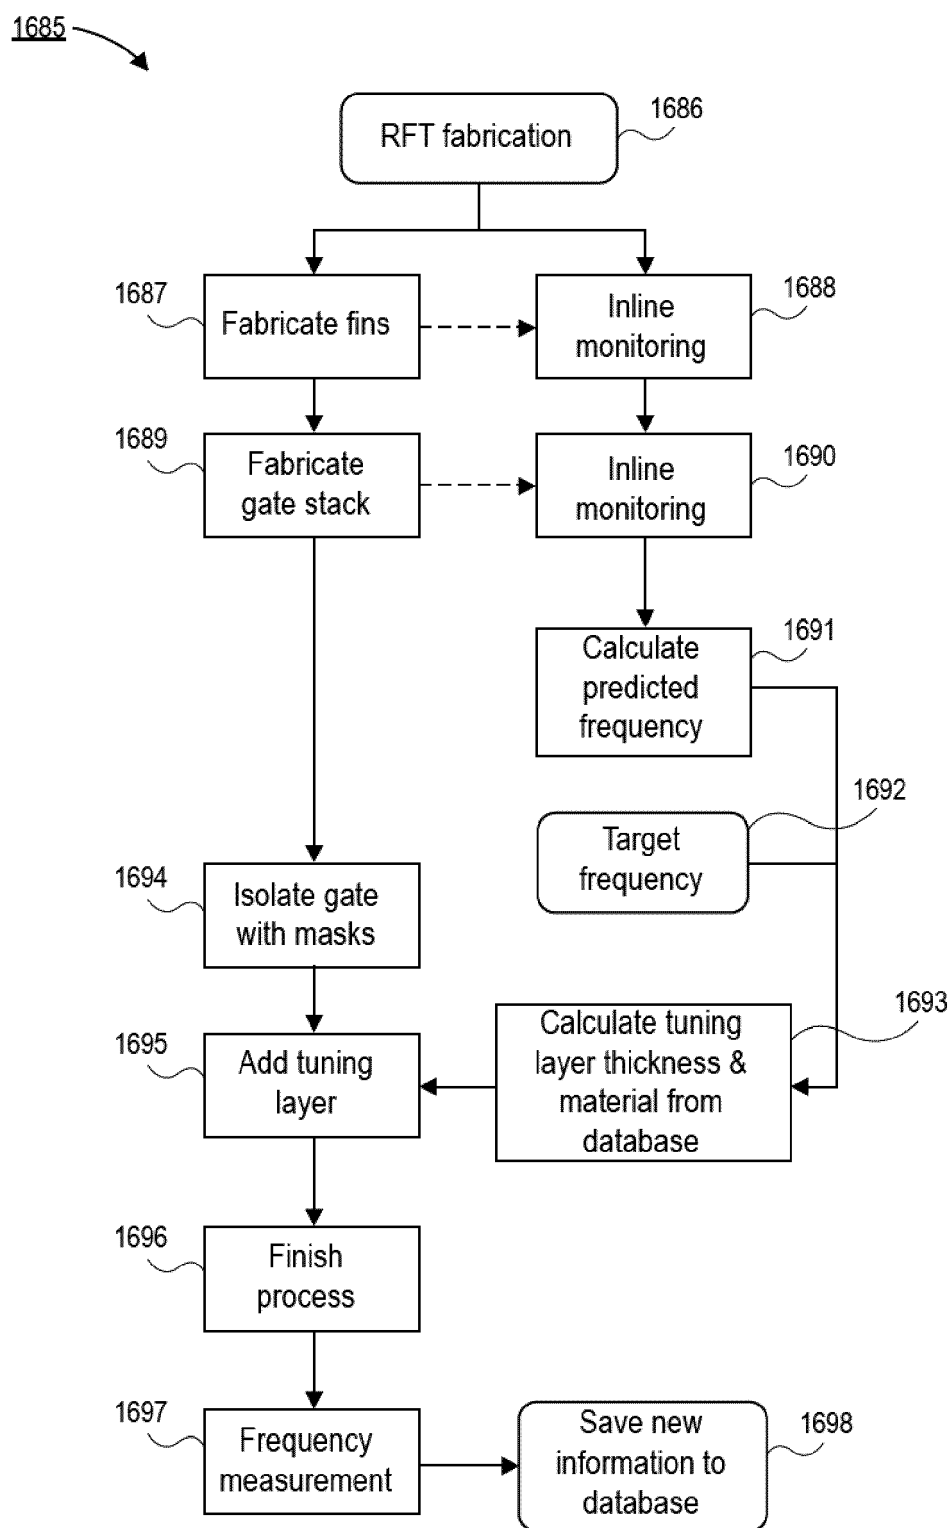 1685
RFT fabrication
1686
1687
Fabricate fins
Inline
monitoring
1688
1689
Fabricate
gate stack
Inline
monitoring
1690
Calculate
predicted
frequency
1691
Target
frequency
1692
1694
Isolate gate
with masks
1695
Add tuning
layer
Calculate tuning
layer thickness &
material from
database
1693
1696
Finish
process
1697
Frequency
measurement
Save new
information to
database
1698